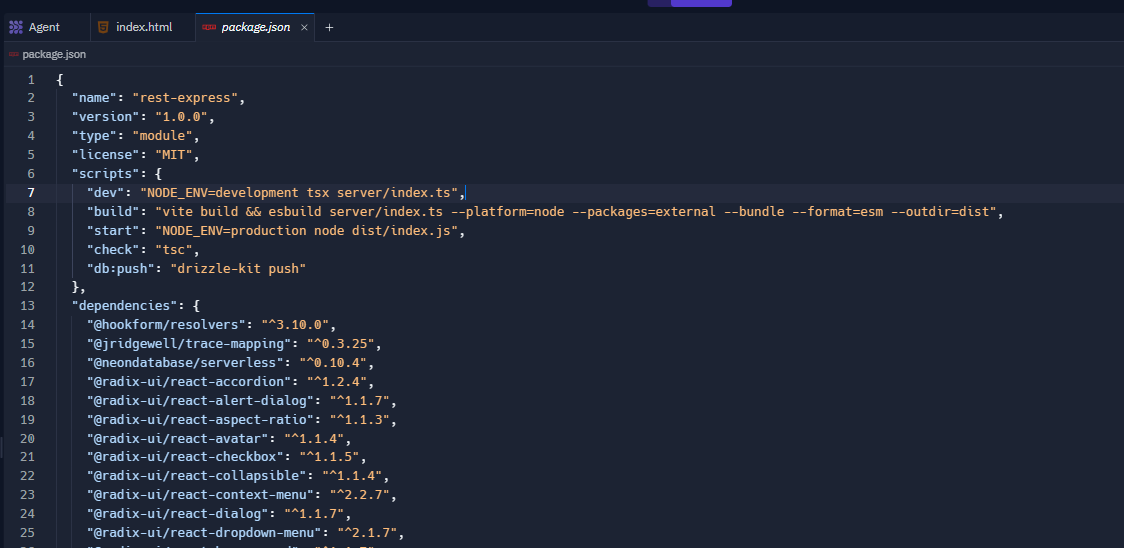 Agent index.html package.json × +
package.json
1 {
2 "name": "rest-express",
3 "version": "1.0.0",
4 "type": "module",
5 "license": "MIT",
6 "scripts": {
7 "dev": "NODE_ENV=development tsx server/index.ts",
8 "build": "vite build && esbuild server/index.ts --platform=node --packages=external --bundle --format=esm --outdir=dist",
9 "start": "NODE_ENV=production node dist/index.js",
10 "check": "tsc",
11 "db:push": "drizzle-kit push"
12 },
13 "dependencies": {
14 "@hookform/resolvers": "^3.10.0",
15 "@jridgewell/trace-mapping": "^0.3.25",
16 "@neondatabase/serverless": "^0.10.4",
17 "@radix-ui/react-accordion": "^1.2.4",
18 "@radix-ui/react-alert-dialog": "^1.1.7",
19 "@radix-ui/react-aspect-ratio": "^1.1.3",
20 "@radix-ui/react-avatar": "^1.1.4",
21 "@radix-ui/react-checkbox": "^1.1.5",
22 "@radix-ui/react-collapsible": "^1.1.4",
23 "@radix-ui/react-context-menu": "^2.2.7",
24 "@radix-ui/react-dialog": "^1.1.7",
25 "@radix-ui/react-dropdown-menu": "^2.1.7",